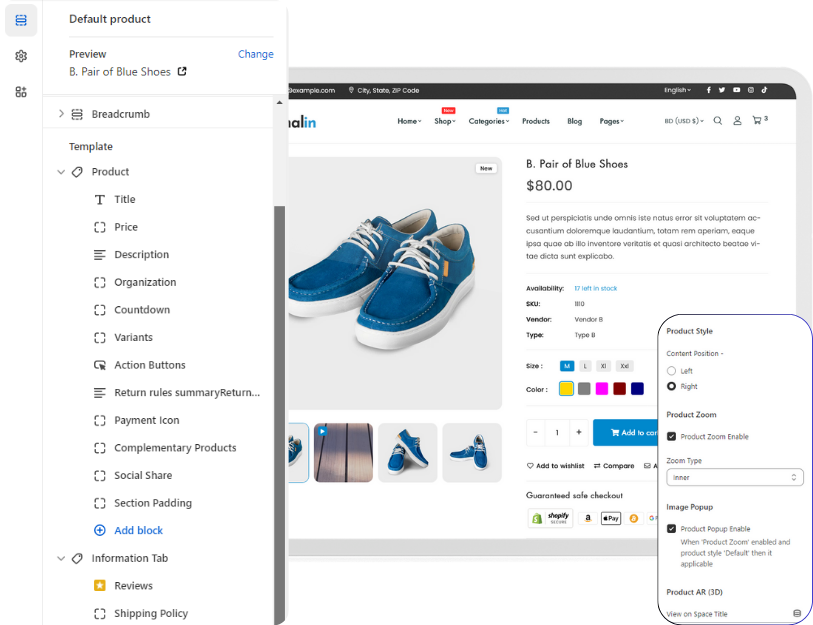 Default product
Preview
Change
B. Pair of Blue Shoes
Breadcrumb
Template
Product
Title
Price
Description
Organization
Countdown
Variants
Action Buttons
Return rules summaryReturn...
Payment Icon
Complementary Products
Social Share
Section Padding
Add block
Information Tab
Reviews
Shipping Policy
example.com
City, State, ZIP Code
English
alin
Home
New
Shop
Hot
Categories
Products
Blog
Pages
BD (USD $)
3
New
B. Pair of Blue Shoes
$80.00
Sed ut perspiciatis unde omnis iste natus error sit voluptatem ac-
cusantium doloremque laudantium, totam rem aperiam, eaque
ipsa quae ab illo inventore veritatis et quasi architecto beatae vi-
tae dicta sunt explicabo.
Availability: 17 left in stock
SKU: 1110
Vendor: Vendor B
Type: Type B
Size : M L Xl Xxl
Color :
- 1 +
Add to car
Add to wishlist
Compare
A
Guaranteed safe checkout
shopify
SECURE
a
Pay
G P
Product Style
Content Position -
Left
Right
Product Zoom
Product Zoom Enable
Zoom Type
Inner
Image Popup
Product Popup Enable
When 'Product Zoom' enabled and
product style 'Default' then it
applicable
Product AR (3D)
View on Space Title